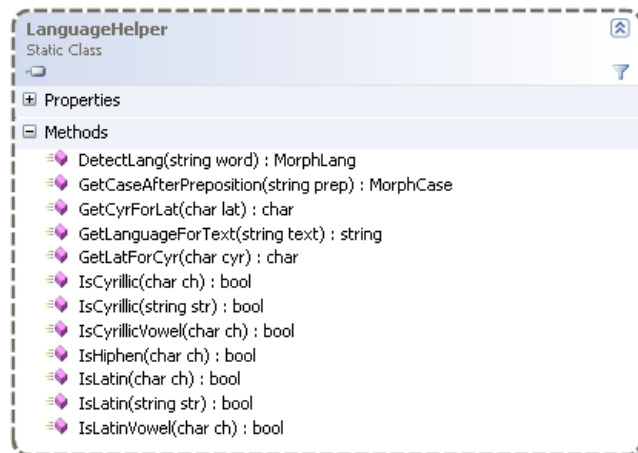 LanguageHelper
Static Class
Properties
Methods
DetectLang(string word) : MorphLang
GetCaseAfterPreposition(string prep) : MorphCase
GetCyrForLat(char lat) : char
GetLanguageForText(string text) : string
GetLatForCyr(char cyr) : char
IsCyrillic(char ch) : bool
IsCyrillic(string str) : bool
IsCyrillicVowel(char ch) : bool
IsHiphen(char ch) : bool
IsLatin(char ch) : bool
IsLatin(string str) : bool
IsLatinVowel(char ch) : bool